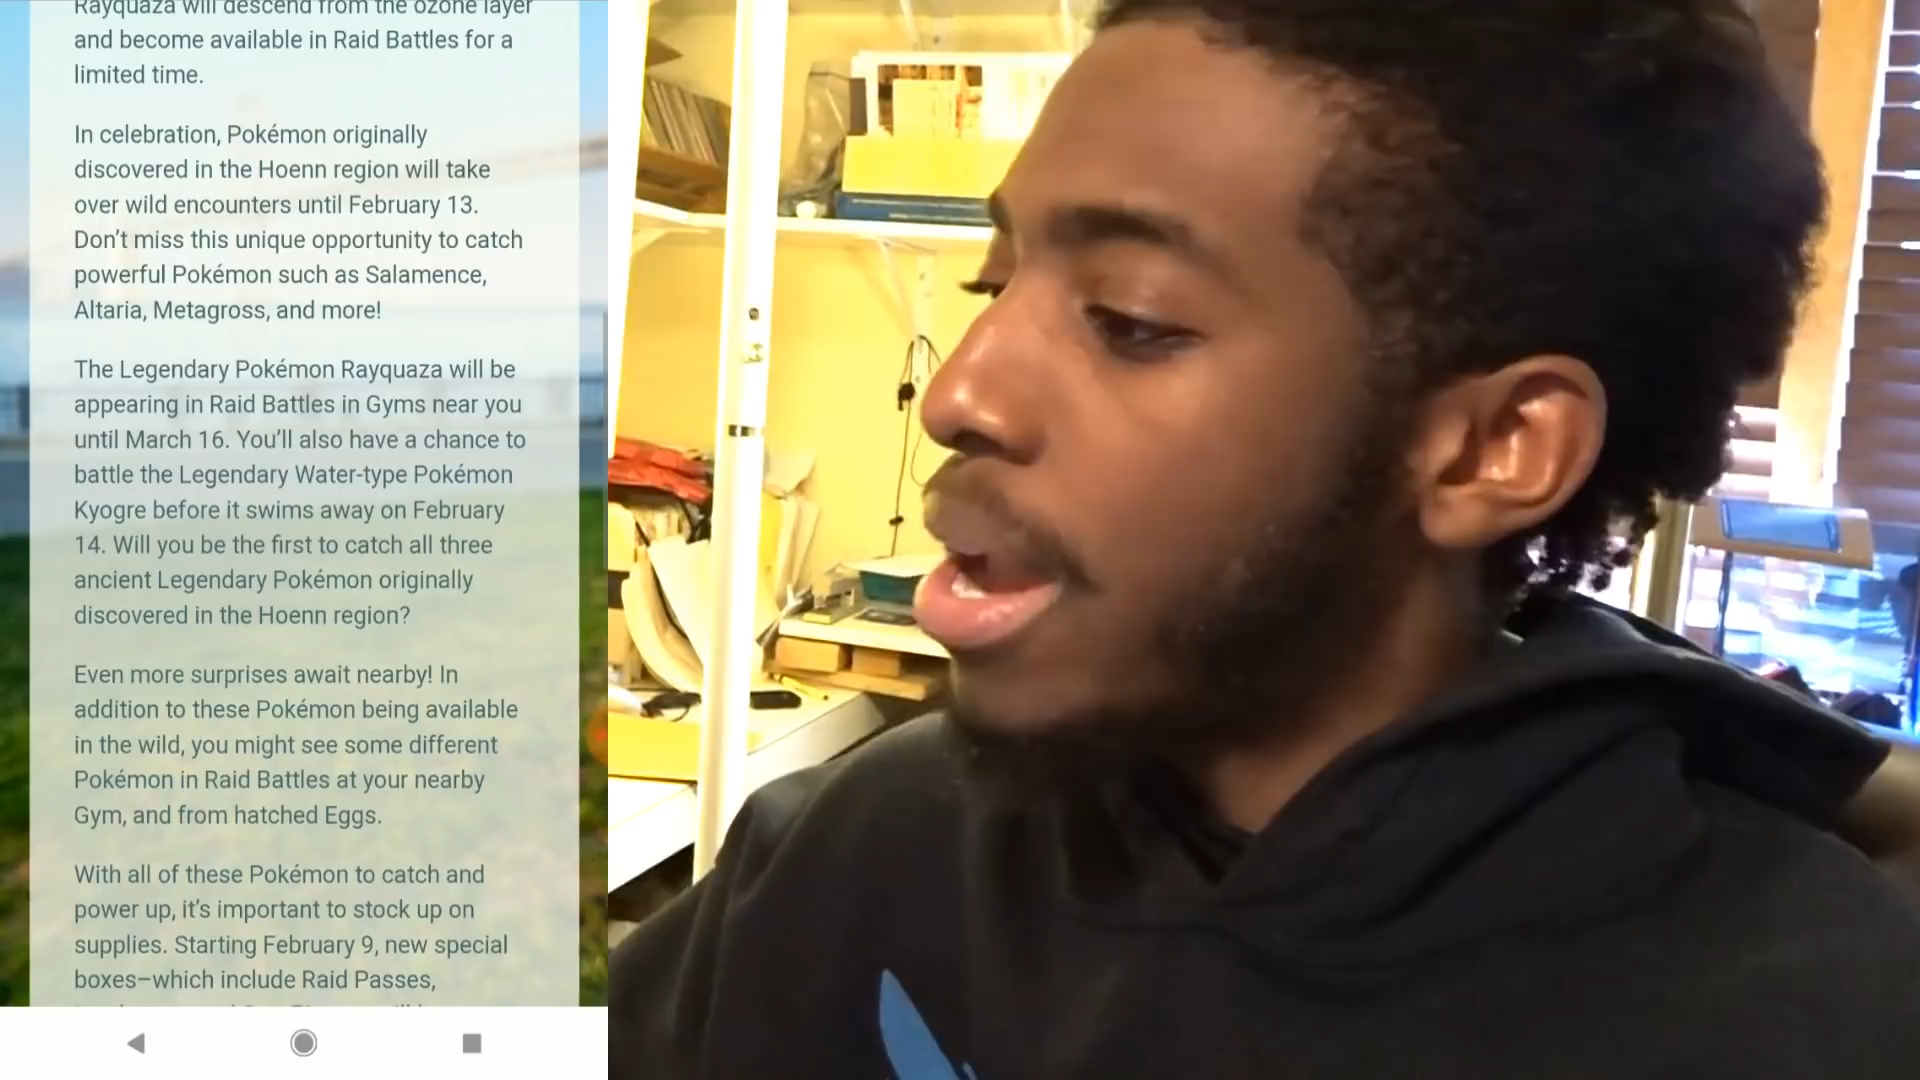 Rayquaza will descend from the ozone layer
and become available in Raid Battles for a
limited time.
In celebration, Pokémon originally
discovered in the Hoenn region will take
over wild encounters until February 13.
Don’t miss this unique opportunity to catch
powerful Pokémon such as Salamence,
Altaria, Metagross, and more!
The Legendary Pokémon Rayquaza will be
appearing in Raid Battles in Gyms near you
until March 16. You’ll also have a chance to
battle the Legendary Water-type Pokémon
Kyogre before it swims away on February
14. Will you be the first to catch all three
ancient Legendary Pokémon originally
discovered in the Hoenn region?
Even more surprises await nearby! In
addition to these Pokémon being available
in the wild, you might see some different
Pokémon in Raid Battles at your nearby
Gym, and from hatched Eggs.
With all of these Pokémon to catch and
power up, it’s important to stock up on
supplies. Starting February 9, new special
boxes–which include Raid Passes,